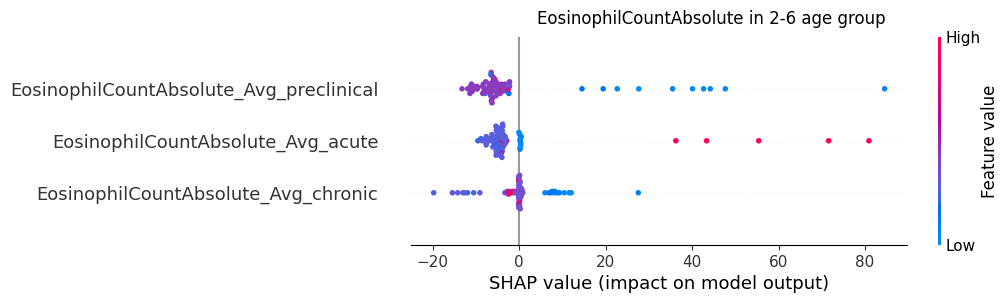 EosinophilCountAbsolute in 2-6 age group
High
EosinophilCountAbsolute_Avg_preclinical
EosinophilCountAbsolute_Avg_acute
EosinophilCountAbsolute_Avg_chronic
Feature value
Low
−20 0 20 40 60 80
SHAP value (impact on model output)